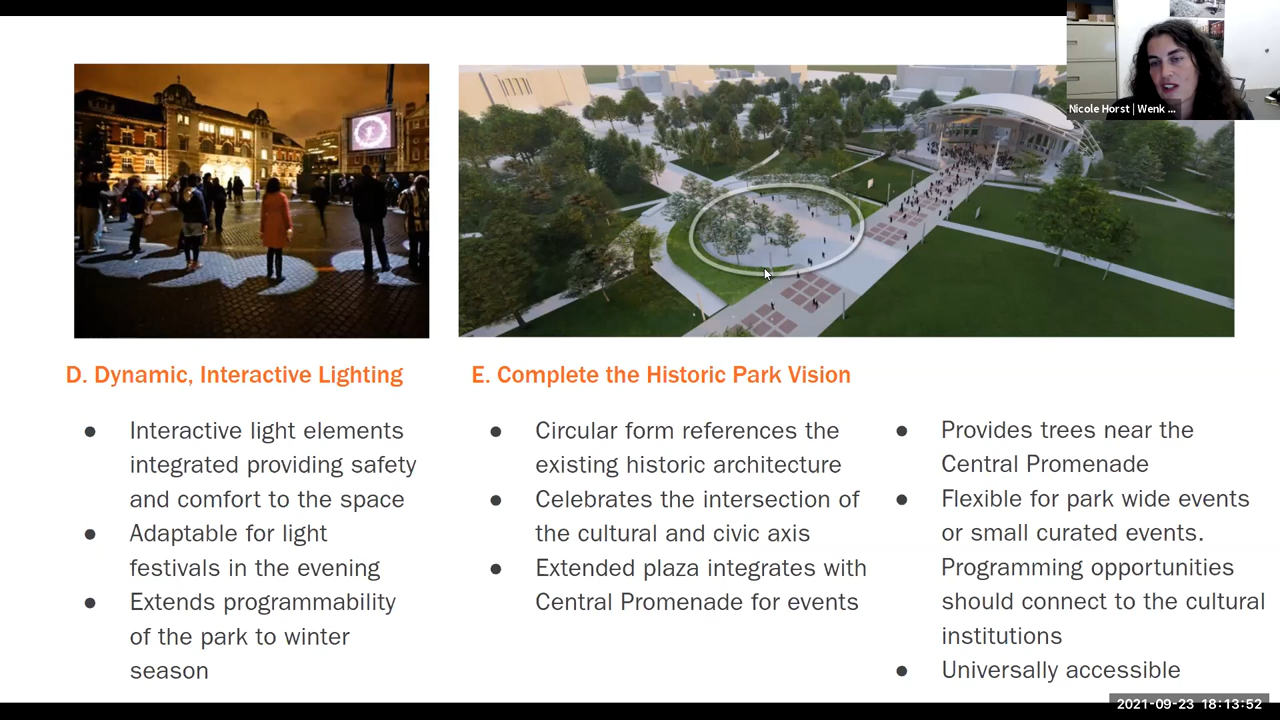 Nicole Horst | Wenk ...
D. Dynamic, Interactive Lighting
● Interactive light elements
integrated providing safety
and comfort to the space
● Adaptable for light
festivals in the evening
● Extends programmability
of the park to winter
season
E. Complete the Historic Park Vision
● Circular form references the
existing historic architecture
● Celebrates the intersection of
the cultural and civic axis
● Extended plaza integrates with
Central Promenade for events
● Provides trees near the
Central Promenade
● Flexible for park wide events
or small curated events.
Programming opportunities
should connect to the cultural
institutions
● Universally accessible
2021-09-23 18:13:52